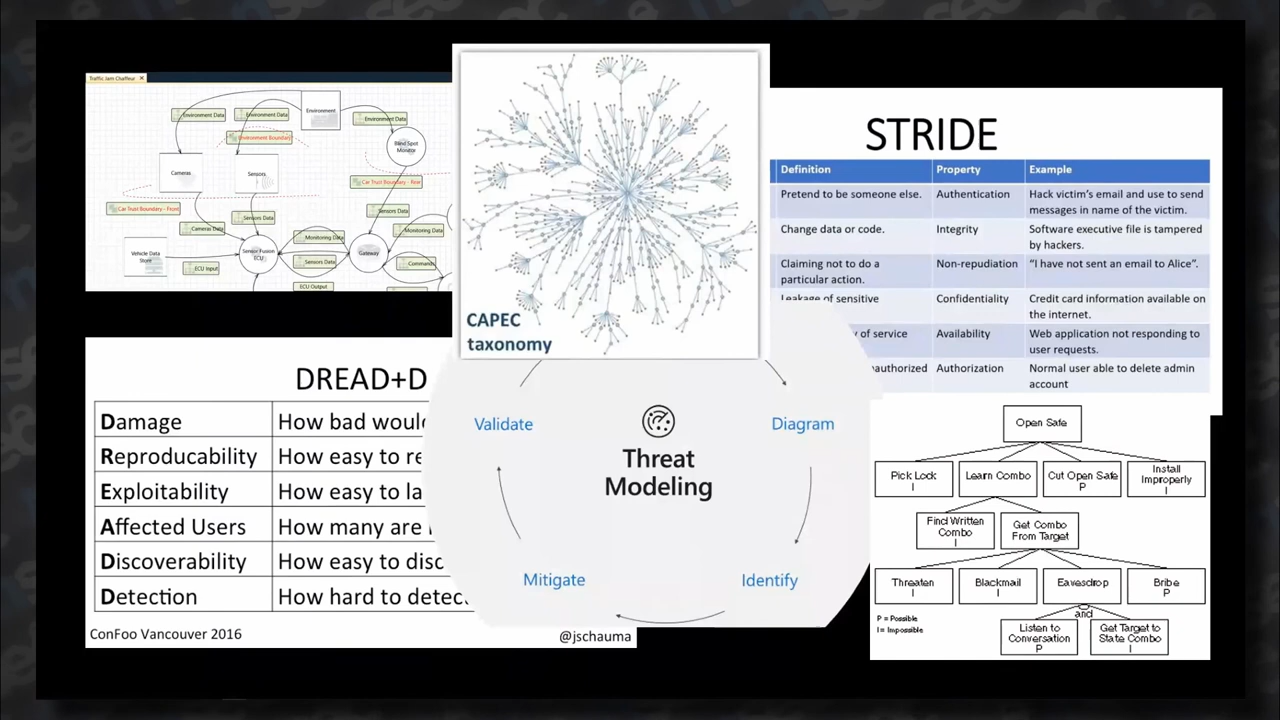 Traffic Jam Chaffeur
Environment Data
Environment Data
Environment
Environment Data
Environment Boundary
Blind Spot
Monitor
Cameras
Sensors
Car Trust Boundary - Rear
Car Trust Boundary - Front
Sensors Data
Sensors Data
Cameras Data
Monitoring Data
Monitoring Data
Vehicle Data
Store
Sensor Fusion
ECU
Gateway
ECU Input
Sensors Data
Commands
ECU Output
CAPEC
taxonomy
STRIDE
Definition Property Example
Pretend to be someone else. Authentication Hack victim's email and use to send
messages in name of the victim.
Change data or code. Integrity Software executive file is tampered
by hackers.
Claiming not to do a Non-repudiation "I have not sent an email to Alice".
particular action.
Leakage of sensitive Confidentiality Credit card information available on
the internet.
of service Availability Web application not responding to
user requests.
Authorization Normal user able to delete admin
account
DREAD+D
Damage How bad
Reproducability How easy to
Exploitability How easy to
Affected Users How many are
Discoverability How easy to
Detection How hard to
ConFoo Vancouver 2016
@jschauma
Threat
Modeling
Validate
Diagram
Mitigate
Identify
Open Safe
Pick Lock
I
Learn Combo
Cut Open Safe
P
Install
Improperly
I
Find Written
Combo
I
Get Combo
From Target
Threaten
I
Blackmail
I
Eavesdrop
Bribe
P
and
P = Possible
I = Impossible
Listen to
Conversation
P
Get Target to
State Combo
I